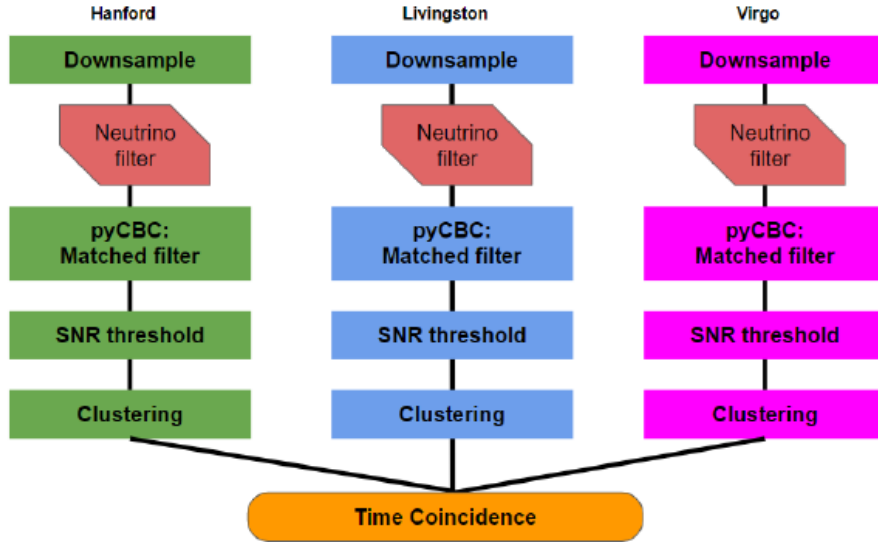 Hanford
Livingston
Virgo
Downsample
Downsample
Downsample
Neutrino
filter
Neutrino
filter
Neutrino
filter
pyCBC:
Matched filter
pyCBC:
Matched filter
pyCBC:
Matched filter
SNR threshold
SNR threshold
SNR threshold
Clustering
Clustering
Clustering
Time Coincidence